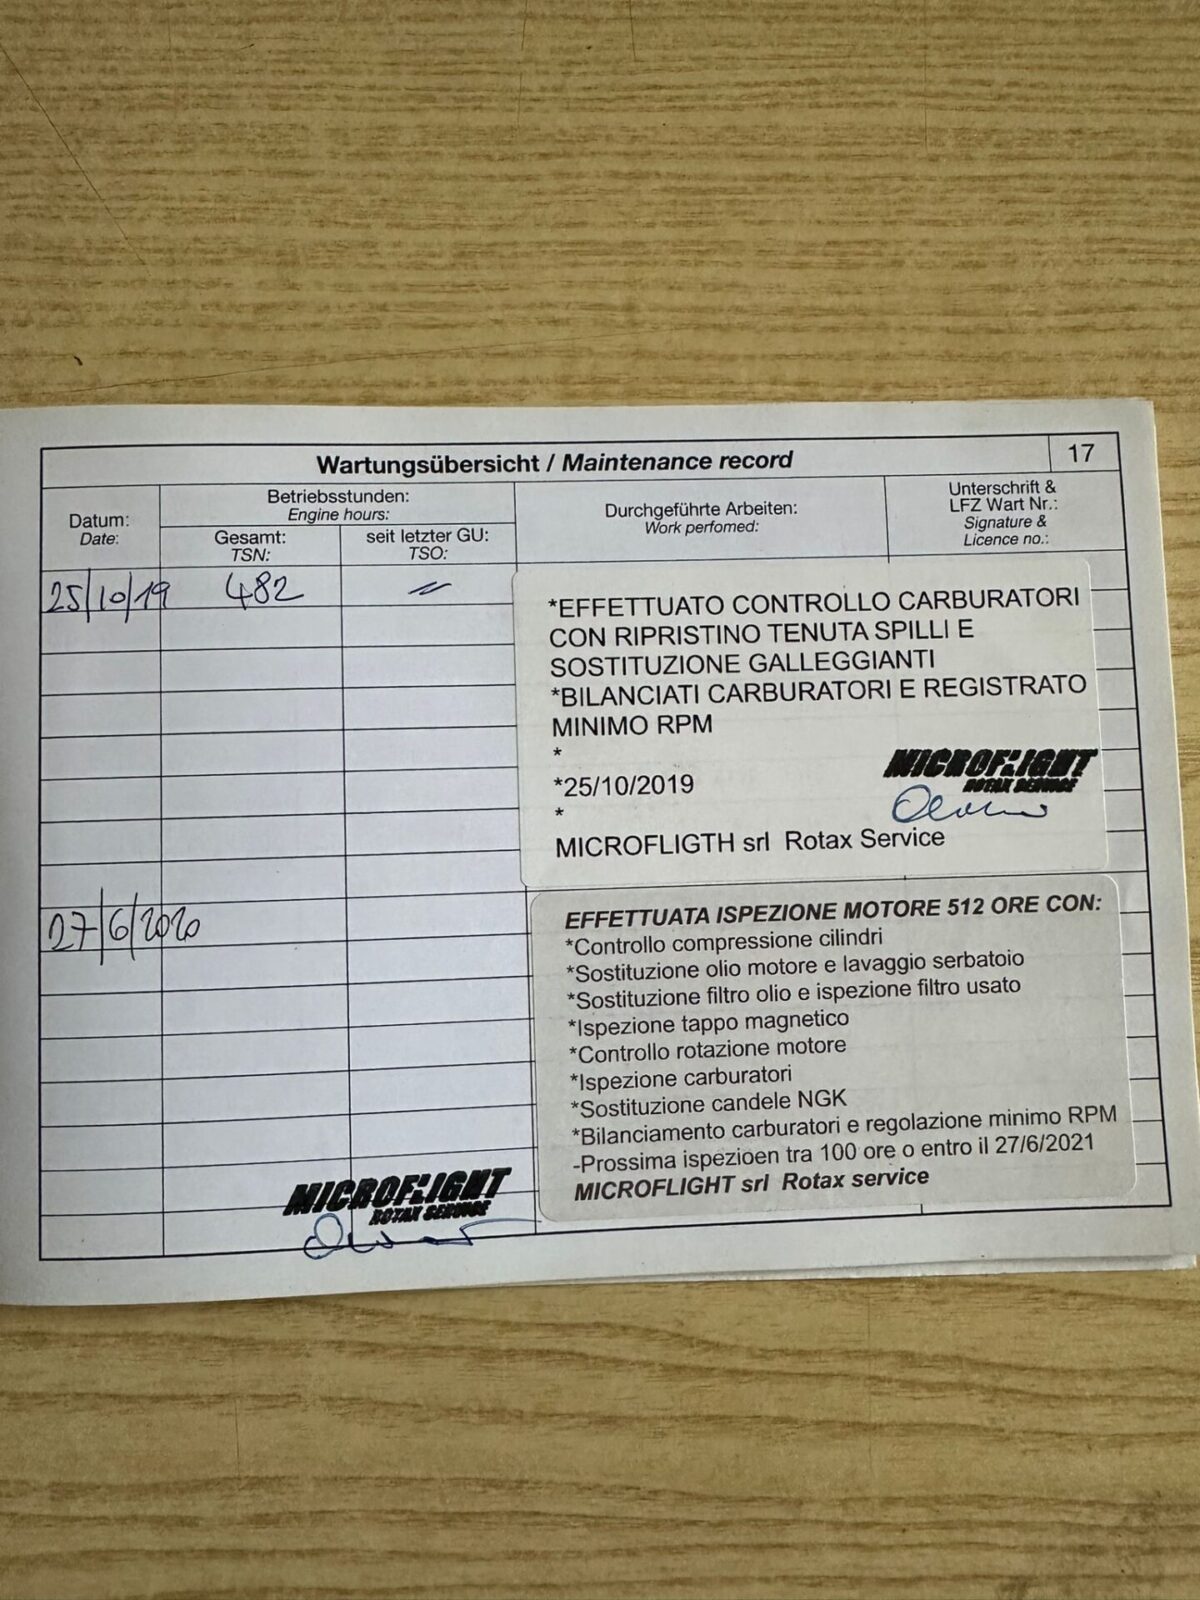 Wartungsübersicht / Maintenance record
17
Datum:
Date:
Betriebsstunden:
Engine hours:
Gesamt:
TSN:
seit letzter GU:
TSO:
Durchgeführte Arbeiten:
Work perfomed:
Unterschrift &
LFZ Wart Nr.:
Signature &
Licence no.:
25/10/19 482
*EFFETTUATO CONTROLLO CARBURATORI
CON RIPRISTINO TENUTA SPILLI E
SOSTITUZIONE GALLEGGIANTI
*BILANCIATI CARBURATORI E REGISTRATO
MINIMO RPM
*
*25/10/2019
*
MICROFLIGTH srl Rotax Service
MICROFLIGHT
ROTAX SERVICE
27/6/2020
EFFETTUATA ISPEZIONE MOTORE 512 ORE CON:
*Controllo compressione cilindri
*Sostituzione olio motore e lavaggio serbatoio
*Sostituzione filtro olio e ispezione filtro usato
*Ispezione tappo magnetico
*Controllo rotazione motore
*Ispezione carburatori
*Sostituzione candele NGK
*Bilanciamento carburatori e regolazione minimo RPM
-Prossima ispezioen tra 100 ore o entro il 27/6/2021
MICROFLIGHT srl Rotax service
MICROFLIGHT
ROTAX SERVICE